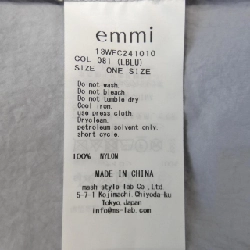 emmi
18WFC241010
COL 081 (LBLU)
SIZE ONE SIZE
Do not wash.
Do not bleach.
Do not tumble dry
Cool iron.
use press cloth.
Dryclean.
petroleum solvent only.
short cycle.
100% NYLON
MADE IN CHINA
mash style lab Co.,Ltd.
5-7-1 Kojimachi,Chiyoda-ku
Tokyo Japan
info@ms-lab.com